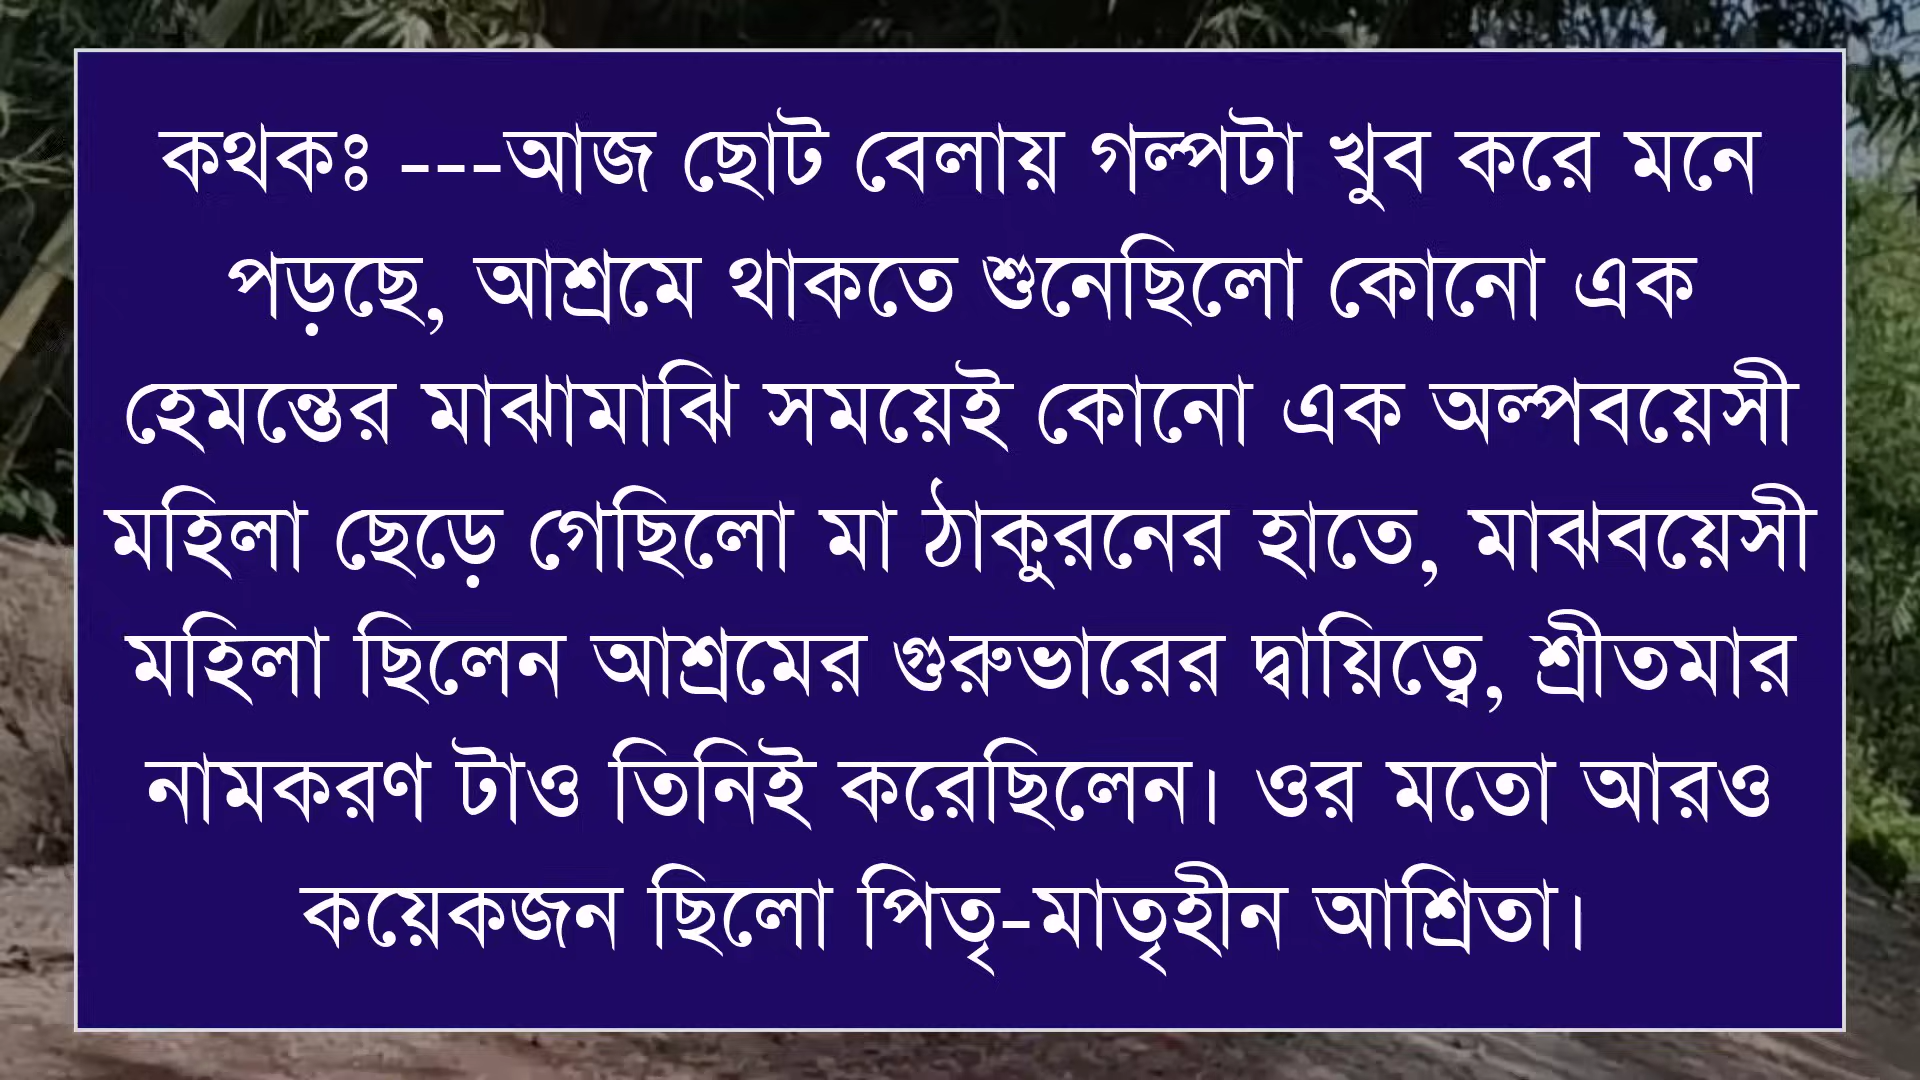 কথকঃ ---আজ ছোট বেলায় গল্পটা খুব করে মনে
পড়ছে, আশ্রমে থাকতে শুনেছিলো কোনো এক
হেমন্তের মাঝামাঝি সময়েই কোনো এক অল্পবয়েসী
মহিলা ছেড়ে গেছিলো মা ঠাকুরনের হাতে, মাঝবয়েসী
মহিলা ছিলেন আশ্রমের গুরুভারের দ্বায়িত্বে, শ্রীতমার
নামকরণ টাও তিনিই করেছিলেন। ওর মতো আরও
কয়েকজন ছিলো পিতৃ-মাতৃহীন আশ্রিতা।